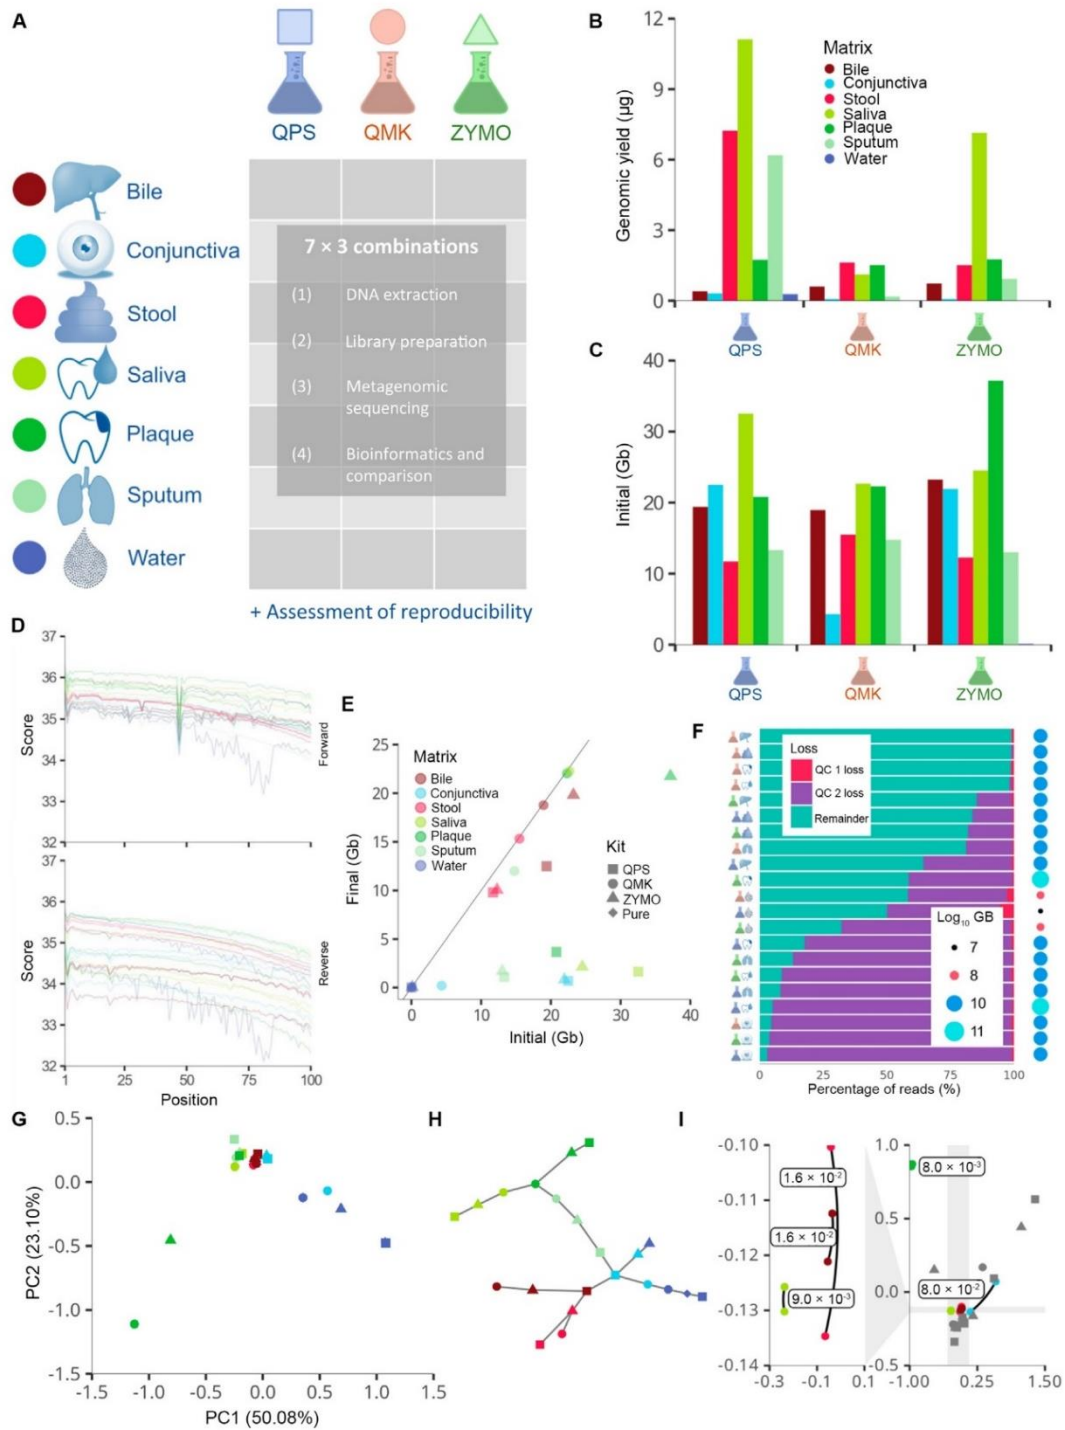 A
QPS
QMK
ZYMO
Bile
Conjunctiva
Stool
Saliva
Plaque
Sputum
Water
7 × 3 combinations
(1) DNA extraction
(2) Library preparation
(3) Metagenomic
sequencing
(4) Bioinformatics and
comparison
+ Assessment of reproducibility
B
Genomic yield (µg)
12
9
6
3
0
Matrix
Bile
Conjunctiva
Stool
Saliva
Plaque
Sputum
Water
QPS
QMK
ZYMO
C
Initial (Gb)
40
30
20
10
0
QPS
QMK
ZYMO
D
Score
37
36
35
33
32
Forward
Score
37
36
35
34
33
32
Reverse
1
25
50
75
100
Position
E
Final (Gb)
25
20
15
10
5
0
Matrix
Bile
Conjunctiva
Stool
Saliva
Plaque
Sputum
Water
Kit
QPS
QMK
ZYMO
Pure
0
10
20
30
40
Initial (Gb)
F
Loss
QC 1 loss
QC 2 loss
Remainder
Log10 GB
7
8
10
11
0
25
50
75
100
Percentage of reads (%)
G
PC2 (23.10%)
0.5
0.0
-0.5
-1.0
-1.5
-1.5
-1.0
-0.5
0.0
0.5
1.0
1.5
PC1 (50.08%)
H
I
-0.10
-0.11
-0.12
-0.13
-0.14
1.6 × 10-2
1.6 × 10-2
9.0 × 10-3
-0.3
-0.1
0.1
1.0
0.5
0.0
-0.5
8.0 × 10-3
8.0 × 10-2
-1.00
0.25
1.50